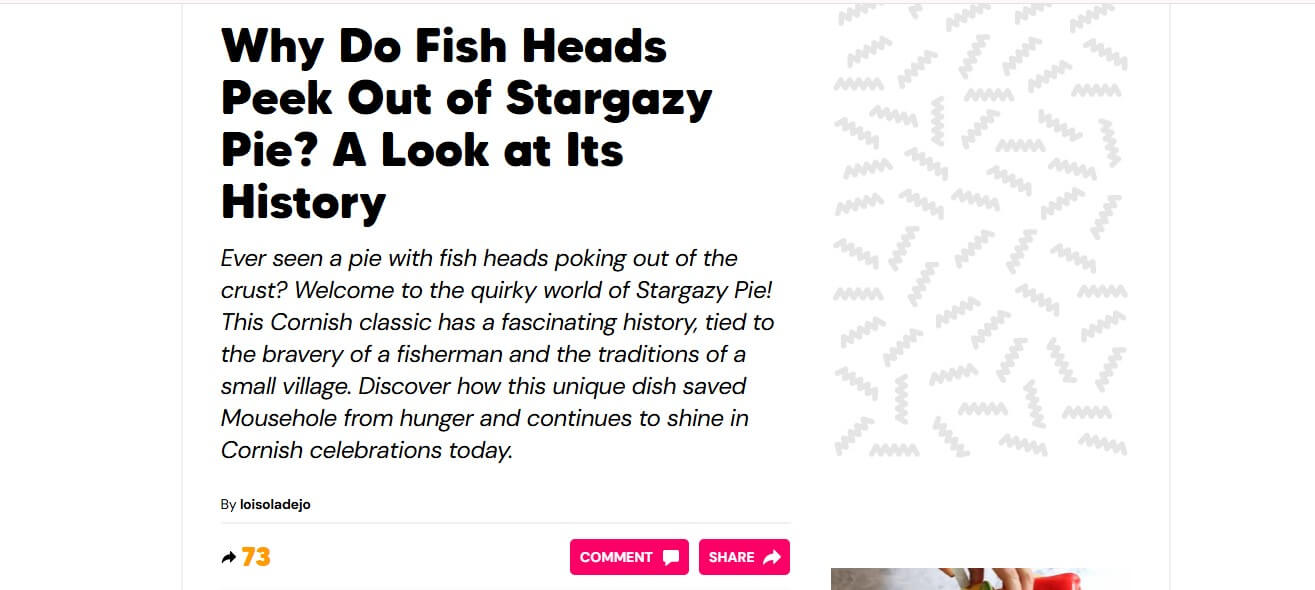 Why Do Fish Heads
Peek Out of Stargazy
Pie? A Look at Its
History
Ever seen a pie with fish heads poking out of the
crust? Welcome to the quirky world of Stargazy Pie!
This Cornish classic has a fascinating history, tied to
the bravery of a fisherman and the traditions of a
small village. Discover how this unique dish saved
Mousehole from hunger and continues to shine in
Cornish celebrations today.
By loisoladejo
73
COMMENT
SHARE